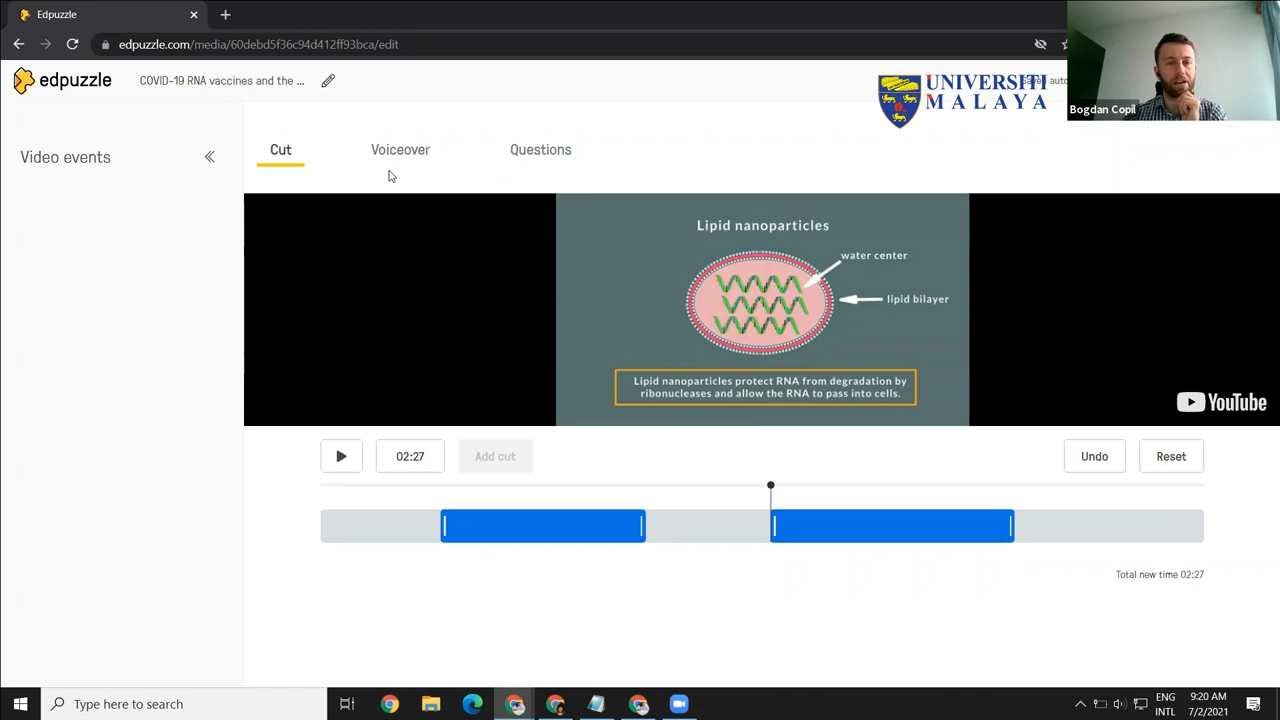 Edpuzzle
edpuzzle.com/media/60debd5f36c94d412ff93bca/edit
edpuzzle
COVID-19 RNA vaccines and the ...
UNIVERSITI
MALAYA
Bogdan Copil
Video events
Cut
Voiceover
Questions
Lipid nanoparticles
water center
lipid bilayer
Lipid nanoparticles protect RNA from degradation by
ribonucleases and allow the RNA to pass into cells.
YouTube
02:27
Add cut
Undo
Reset
Total new time 02:27
Type here to search
ENG
INTL
9:20 AM
7/2/2021